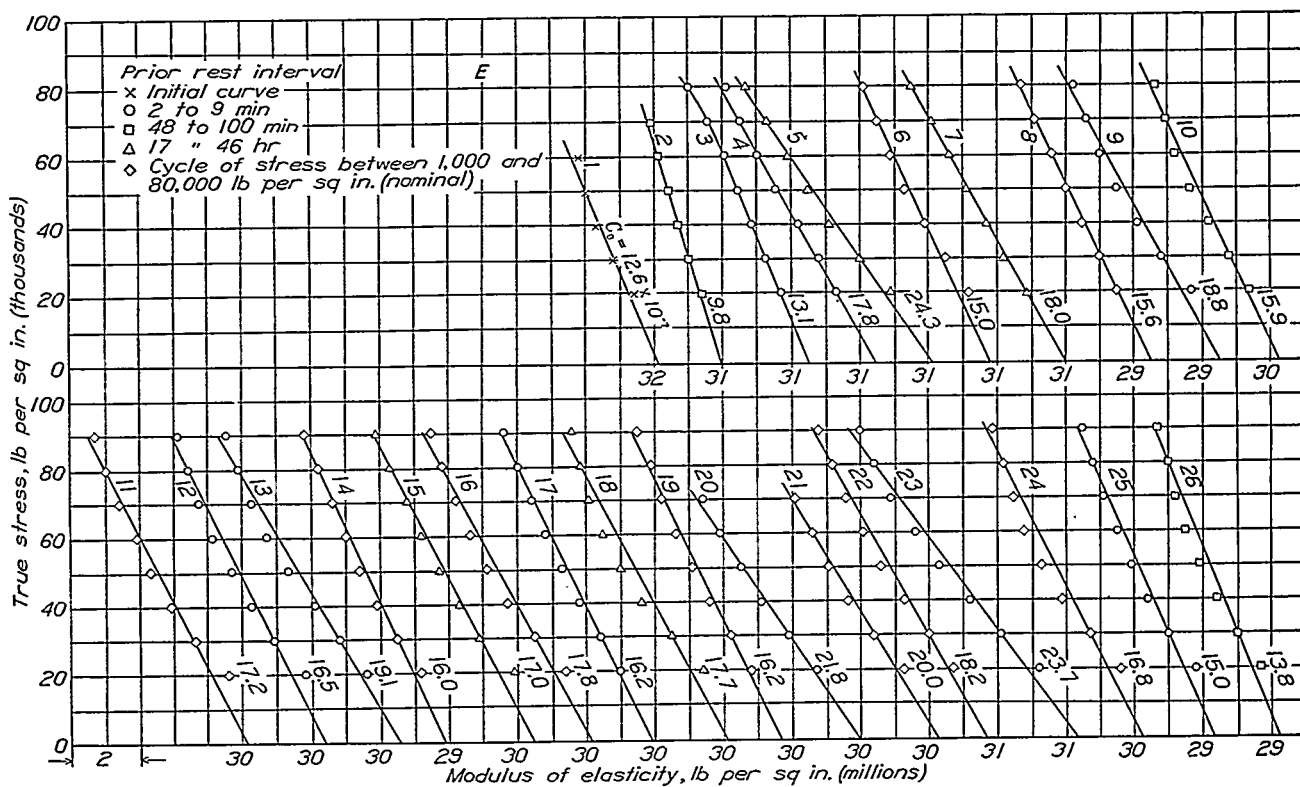 100
Prior rest interval E
× Initial curve
○ 2 to 9 min
□ 48 to 100 min
△ 17 " 46 hr
◇ Cycle of stress between 1,000 and
80,000 lb per sq in. (nominal)
80
60
40
20
0
1 2 3 4 5 6 7 8 9 10
C₀ = 12.6 × 10⁻³ 9.8 13.1 17.8 24.3 15.0 18.0 15.6 18.8 15.9
32 31 31 31 31 31 31 29 29 30
True stress, lb per sq in. (thousands)
100
80
60
40
20
0
11 12 13 14 15 16 17 18 19 20 21 22 23 24 25 26
17.2 16.5 19.1 16.0 17.0 17.8 16.2 17.7 16.2 21.8 20.0 18.2 23.7 16.8 15.0 13.8
2 30 30 30 29 30 30 30 30 30 30 31 31 30 29 29
Modulus of elasticity, lb per sq in. (millions)